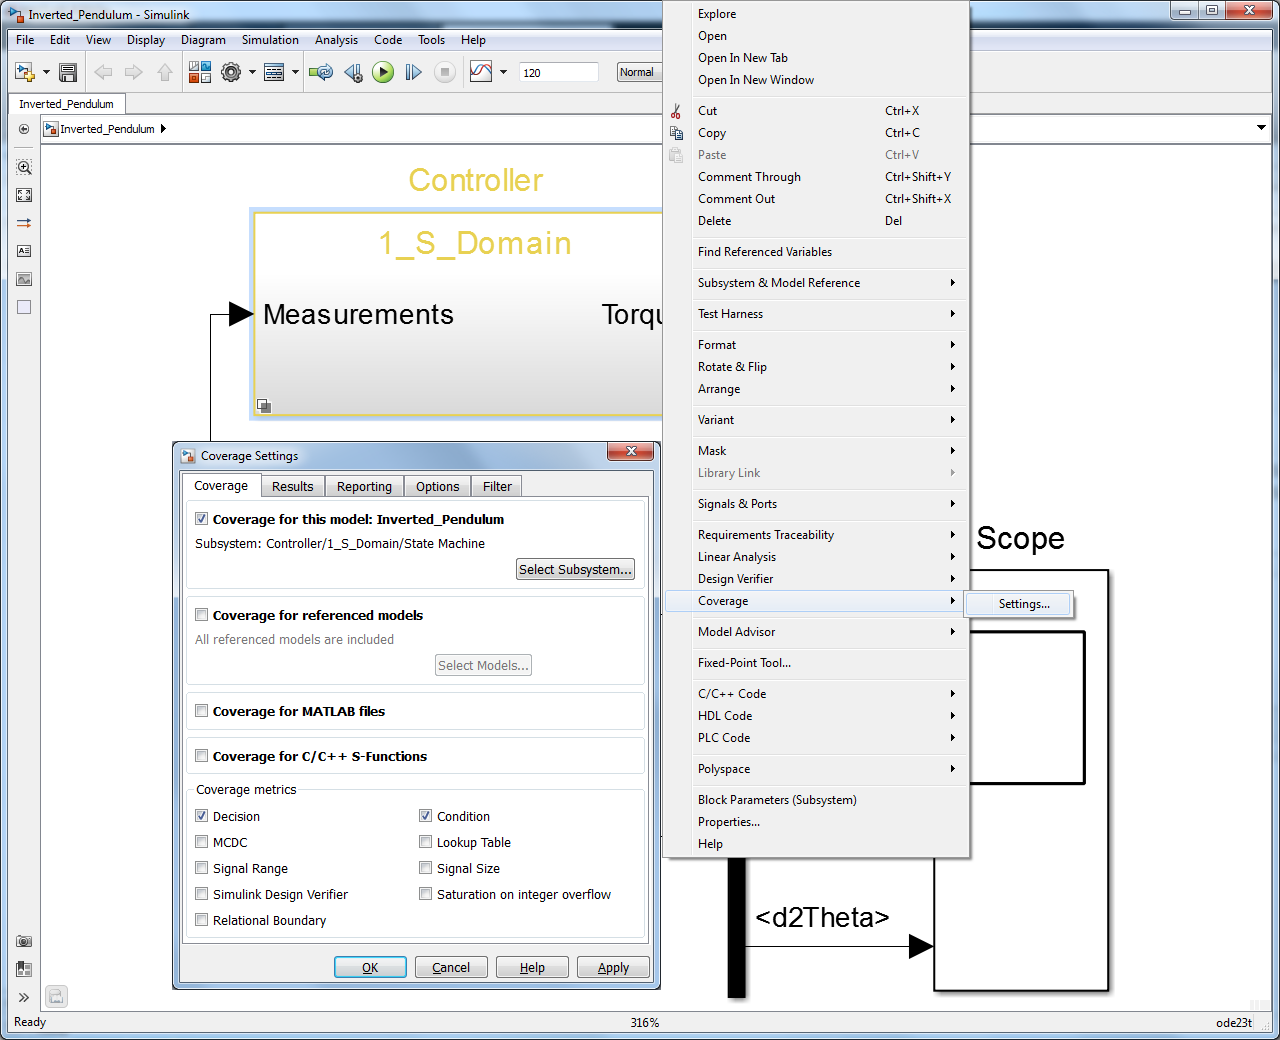 Inverted_Pendulum - Simulink
File Edit View Display Diagram Simulation Analysis Code Tools Help
120
Normal
Inverted_Pendulum
Inverted_Pendulum
Controller
1_S_Domain
Measurements
Torqu
Scope
<d2Theta>
Explore
Open
Open In New Tab
Open In New Window
Cut Ctrl+X
Copy Ctrl+C
Paste Ctrl+V
Comment Through Ctrl+Shift+Y
Comment Out Ctrl+Shift+X
Delete Del
Find Referenced Variables
Subsystem & Model Reference
Test Harness
Format
Rotate & Flip
Arrange
Variant
Mask
Library Link
Signals & Ports
Requirements Traceability
Linear Analysis
Design Verifier
Coverage
Settings...
Model Advisor
Fixed-Point Tool...
C/C++ Code
HDL Code
PLC Code
Polyspace
Block Parameters (Subsystem)
Properties...
Help
Coverage Settings
Coverage Results Reporting Options Filter
Coverage for this model: Inverted_Pendulum
Subsystem: Controller/1_S_Domain/State Machine
Select Subsystem...
Coverage for referenced models
All referenced models are included
Select Models...
Coverage for MATLAB files
Coverage for C/C++ S-Functions
Coverage metrics
Decision Condition
MCDC Lookup Table
Signal Range Signal Size
Simulink Design Verifier Saturation on integer overflow
Relational Boundary
OK Cancel Help Apply
Ready 316% ode23t